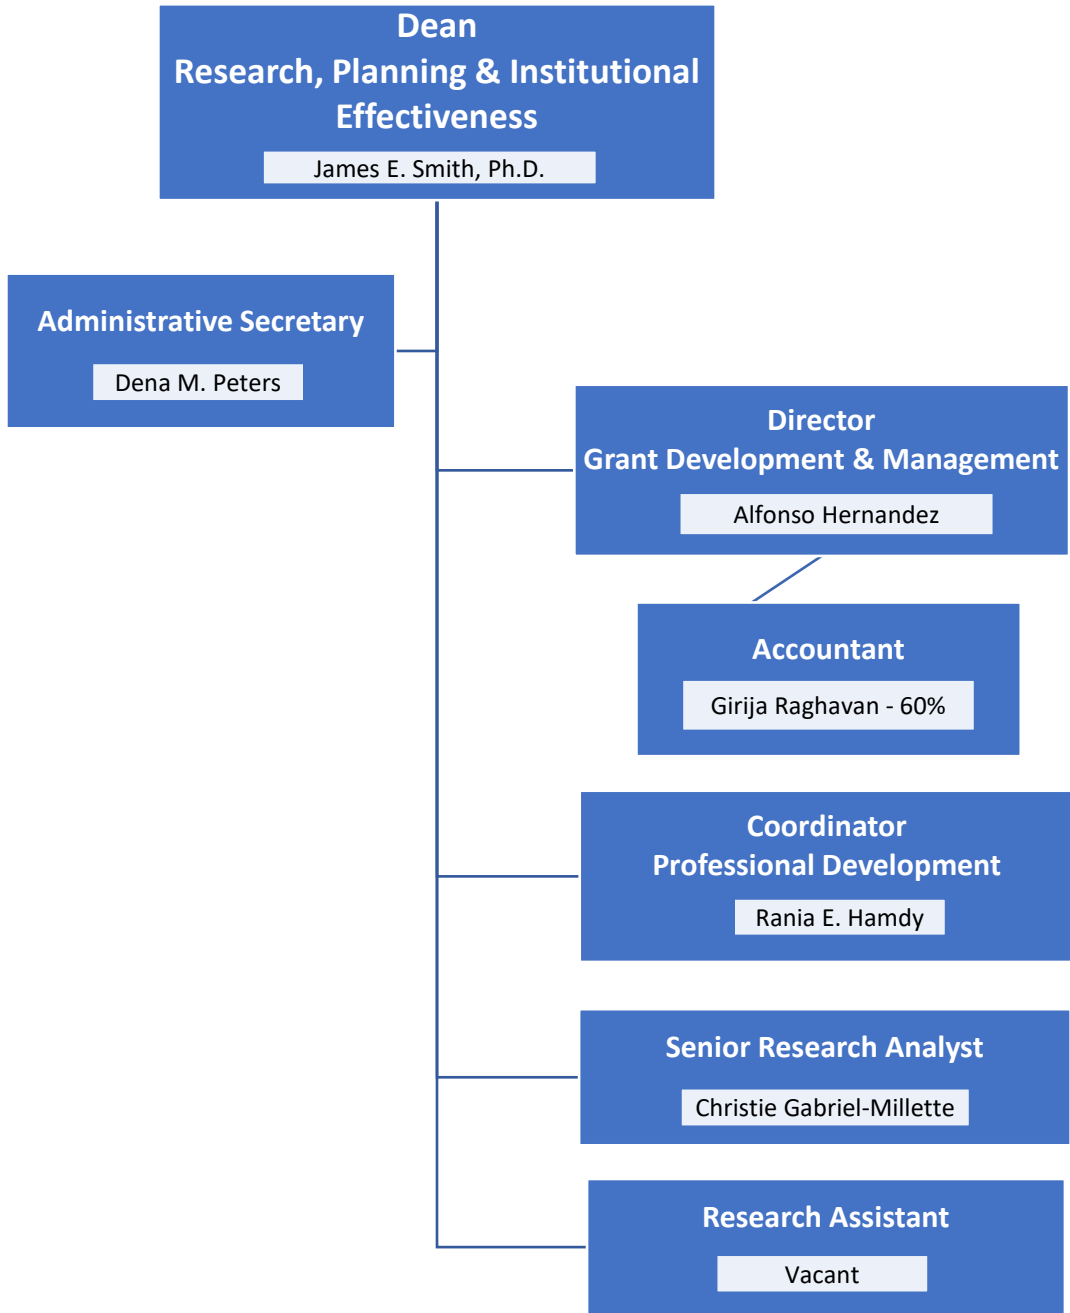 Dean
Research, Planning & Institutional
Effectiveness
James E. Smith, Ph.D.
Administrative Secretary
Dena M. Peters
Director
Grant Development & Management
Alfonso Hernandez
Accountant
Girija Raghavan - 60%
Coordinator
Professional Development
Rania E. Hamdy
Senior Research Analyst
Christie Gabriel-Millette
Research Assistant
Vacant